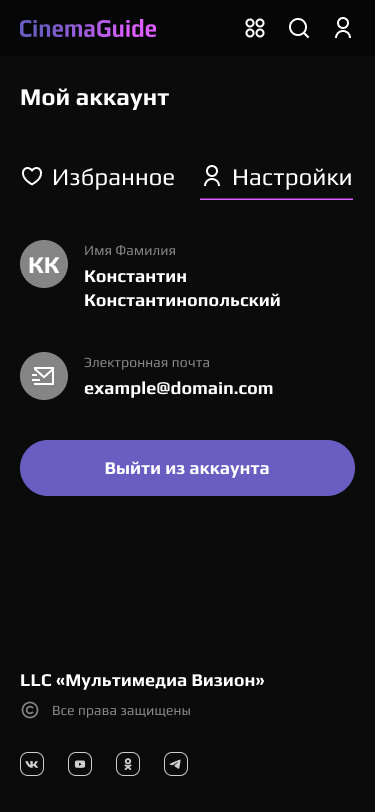 CinemaGuide
Мой аккаунт
Избранное Настройки
КК
Имя Фамилия
Константин
Константинопольский
Электронная почта
example@domain.com
Выйти из аккаунта
LLC «Мультимедиа Визион»
© Все права защищены